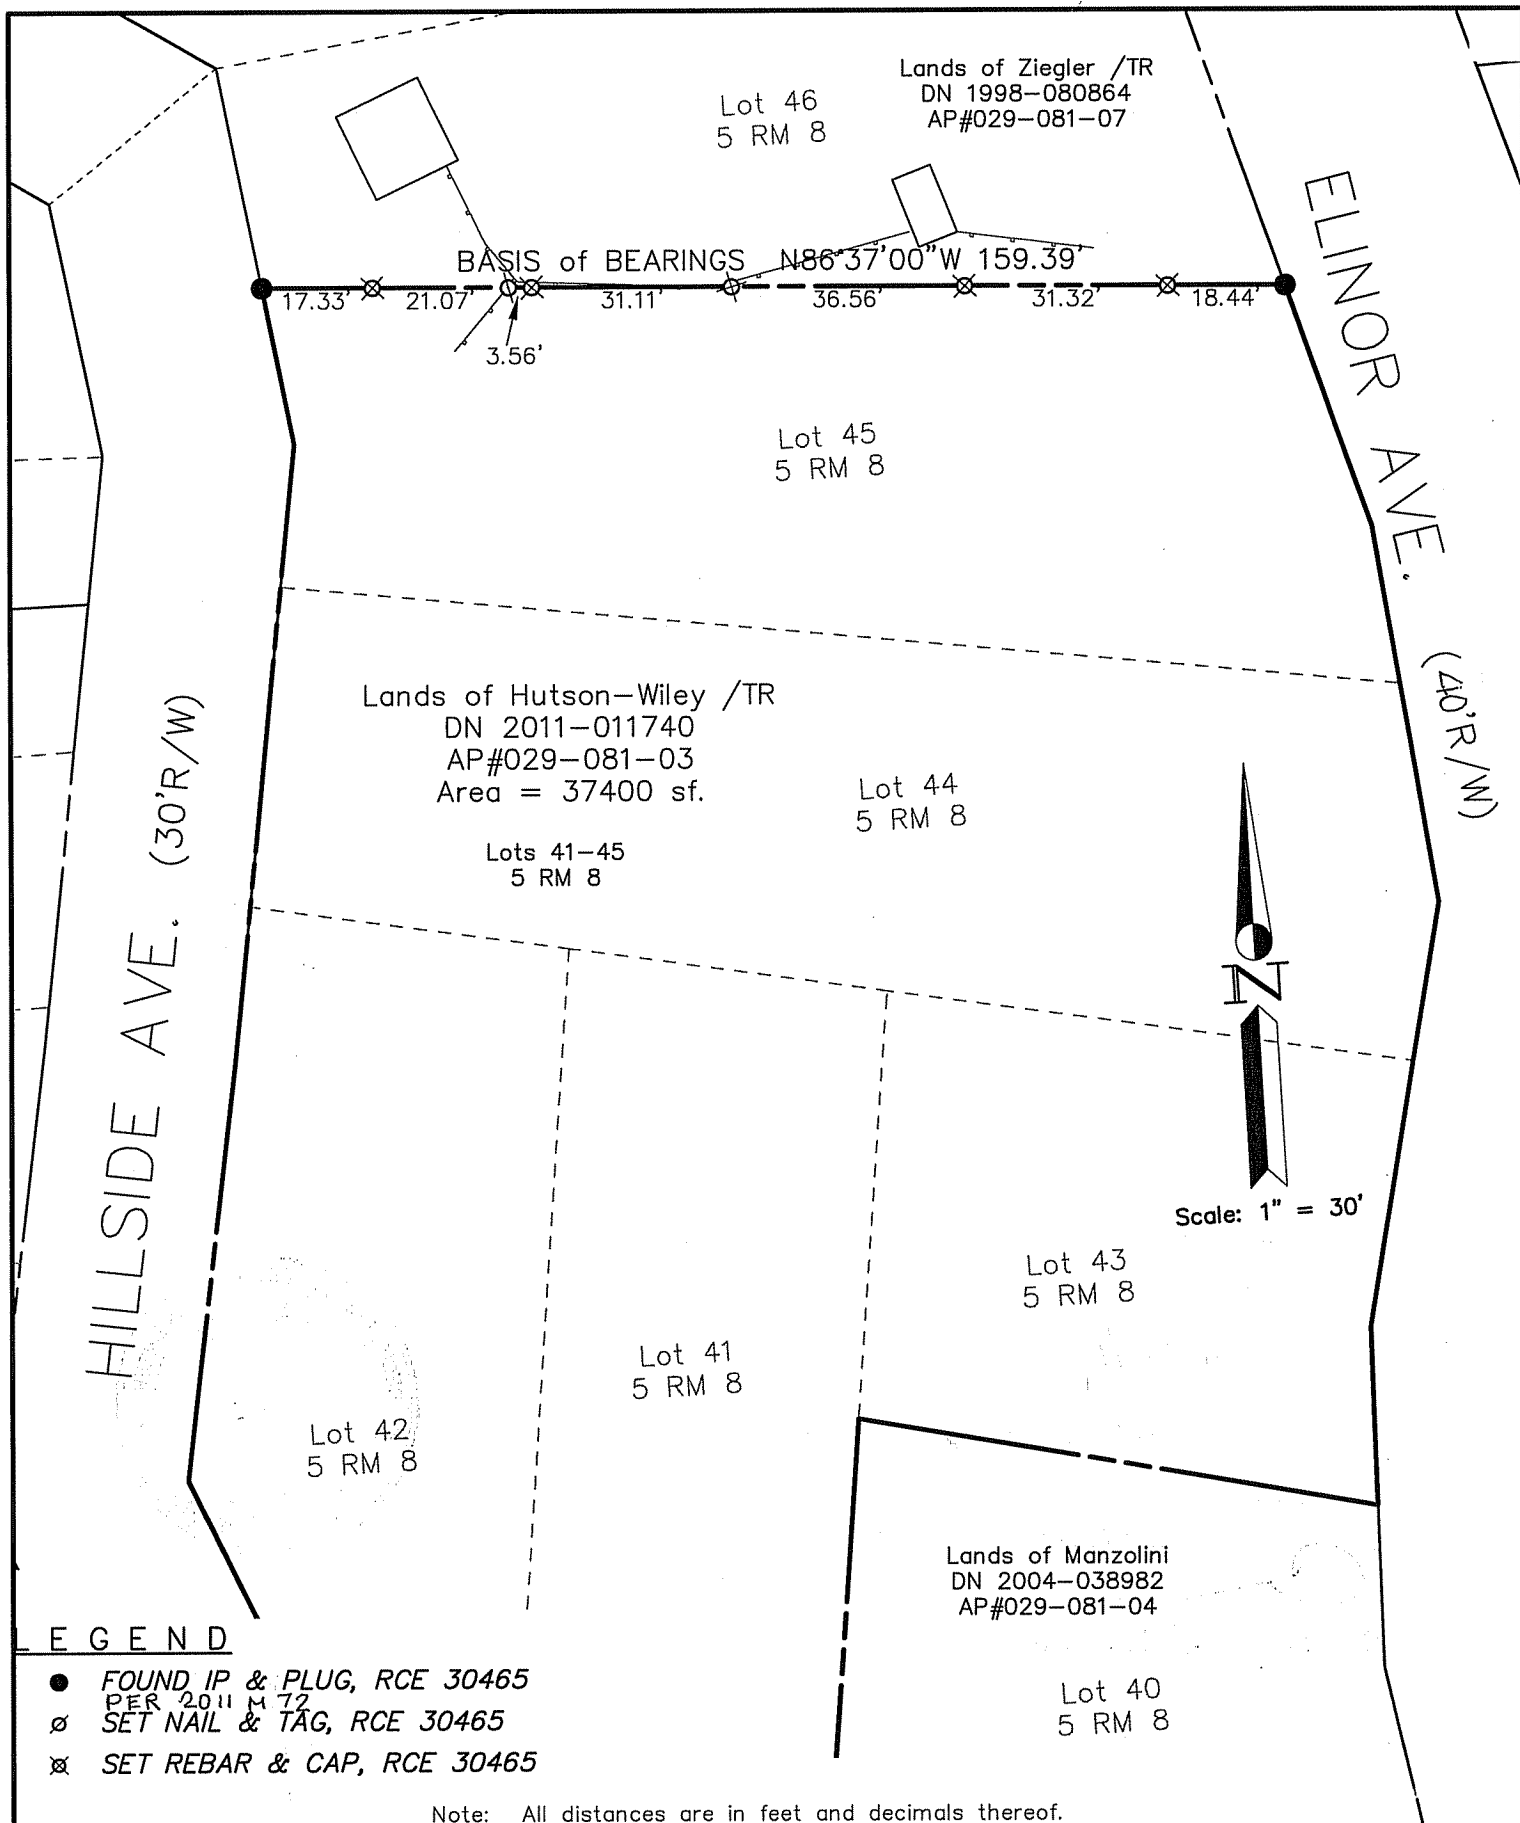 Lands of Ziegler /TR
DN 1998-080864
AP#029-081-07
Lot 46
5 RM 8
BASIS of BEARINGS N86°37'00"W 159.39'
17.33'
21.07'
3.56'
31.11'
36.56'
31.32'
18.44'
ELINOR AVE. (40'R/W)
Lot 45
5 RM 8
Lands of Hutson-Wiley /TR
DN 2011-011740
AP#029-081-03
Area = 37400 sf.
Lots 41-45
5 RM 8
Lot 44
5 RM 8
HILLSIDE AVE. (30'R/W)
N
Scale: 1" = 30'
Lot 43
5 RM 8
Lot 41
5 RM 8
Lot 42
5 RM 8
Lands of Manzolini
DN 2004-038982
AP#029-081-04
Lot 40
5 RM 8
LEGEND
FOUND IP & PLUG, RCE 30465
PER 2011 M 72
SET NAIL & TAG, RCE 30465
SET REBAR & CAP, RCE 30465
Note: All distances are in feet and decimals thereof.